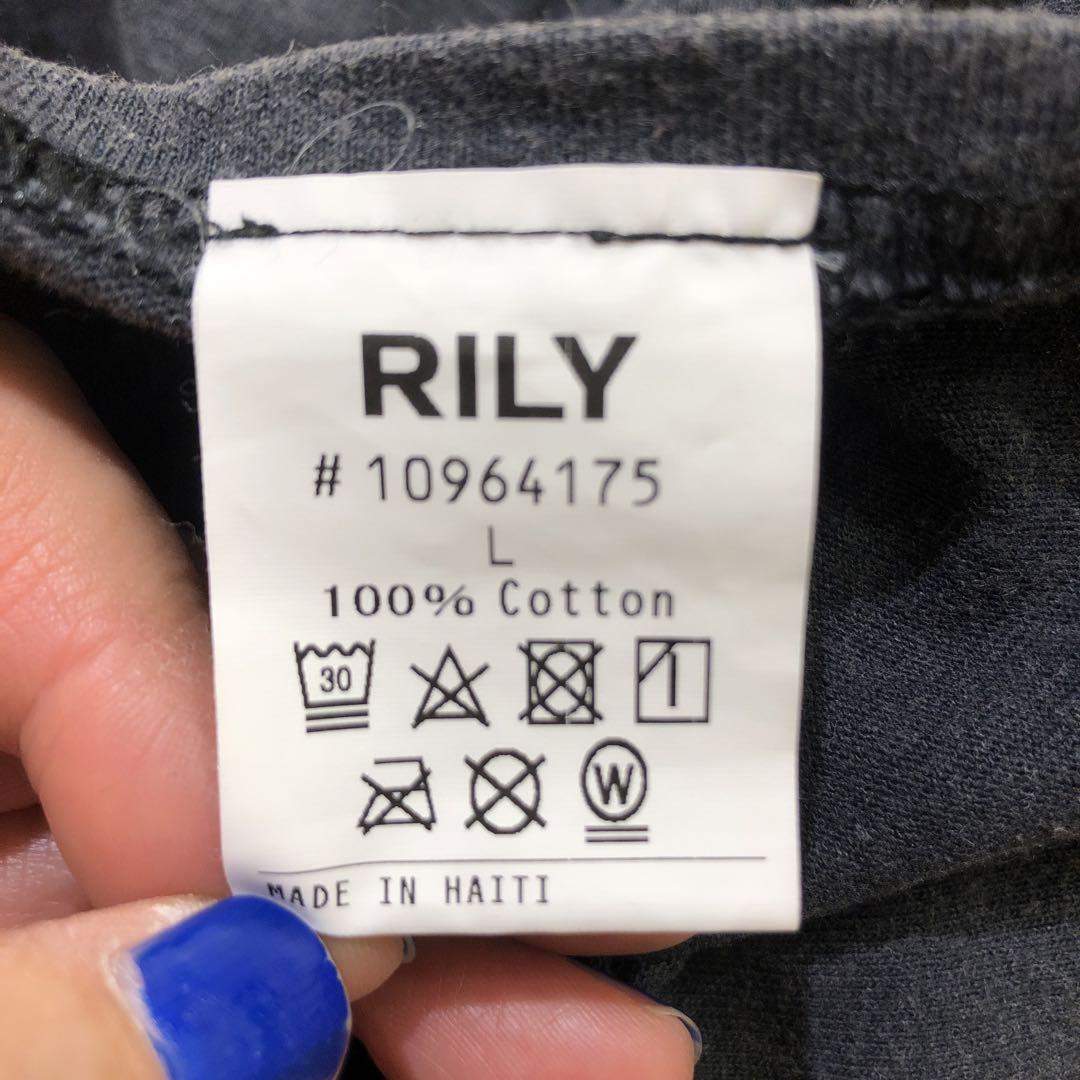 RILY
# 10964175
L
100% Cotton
30
W
MADE IN HAITI